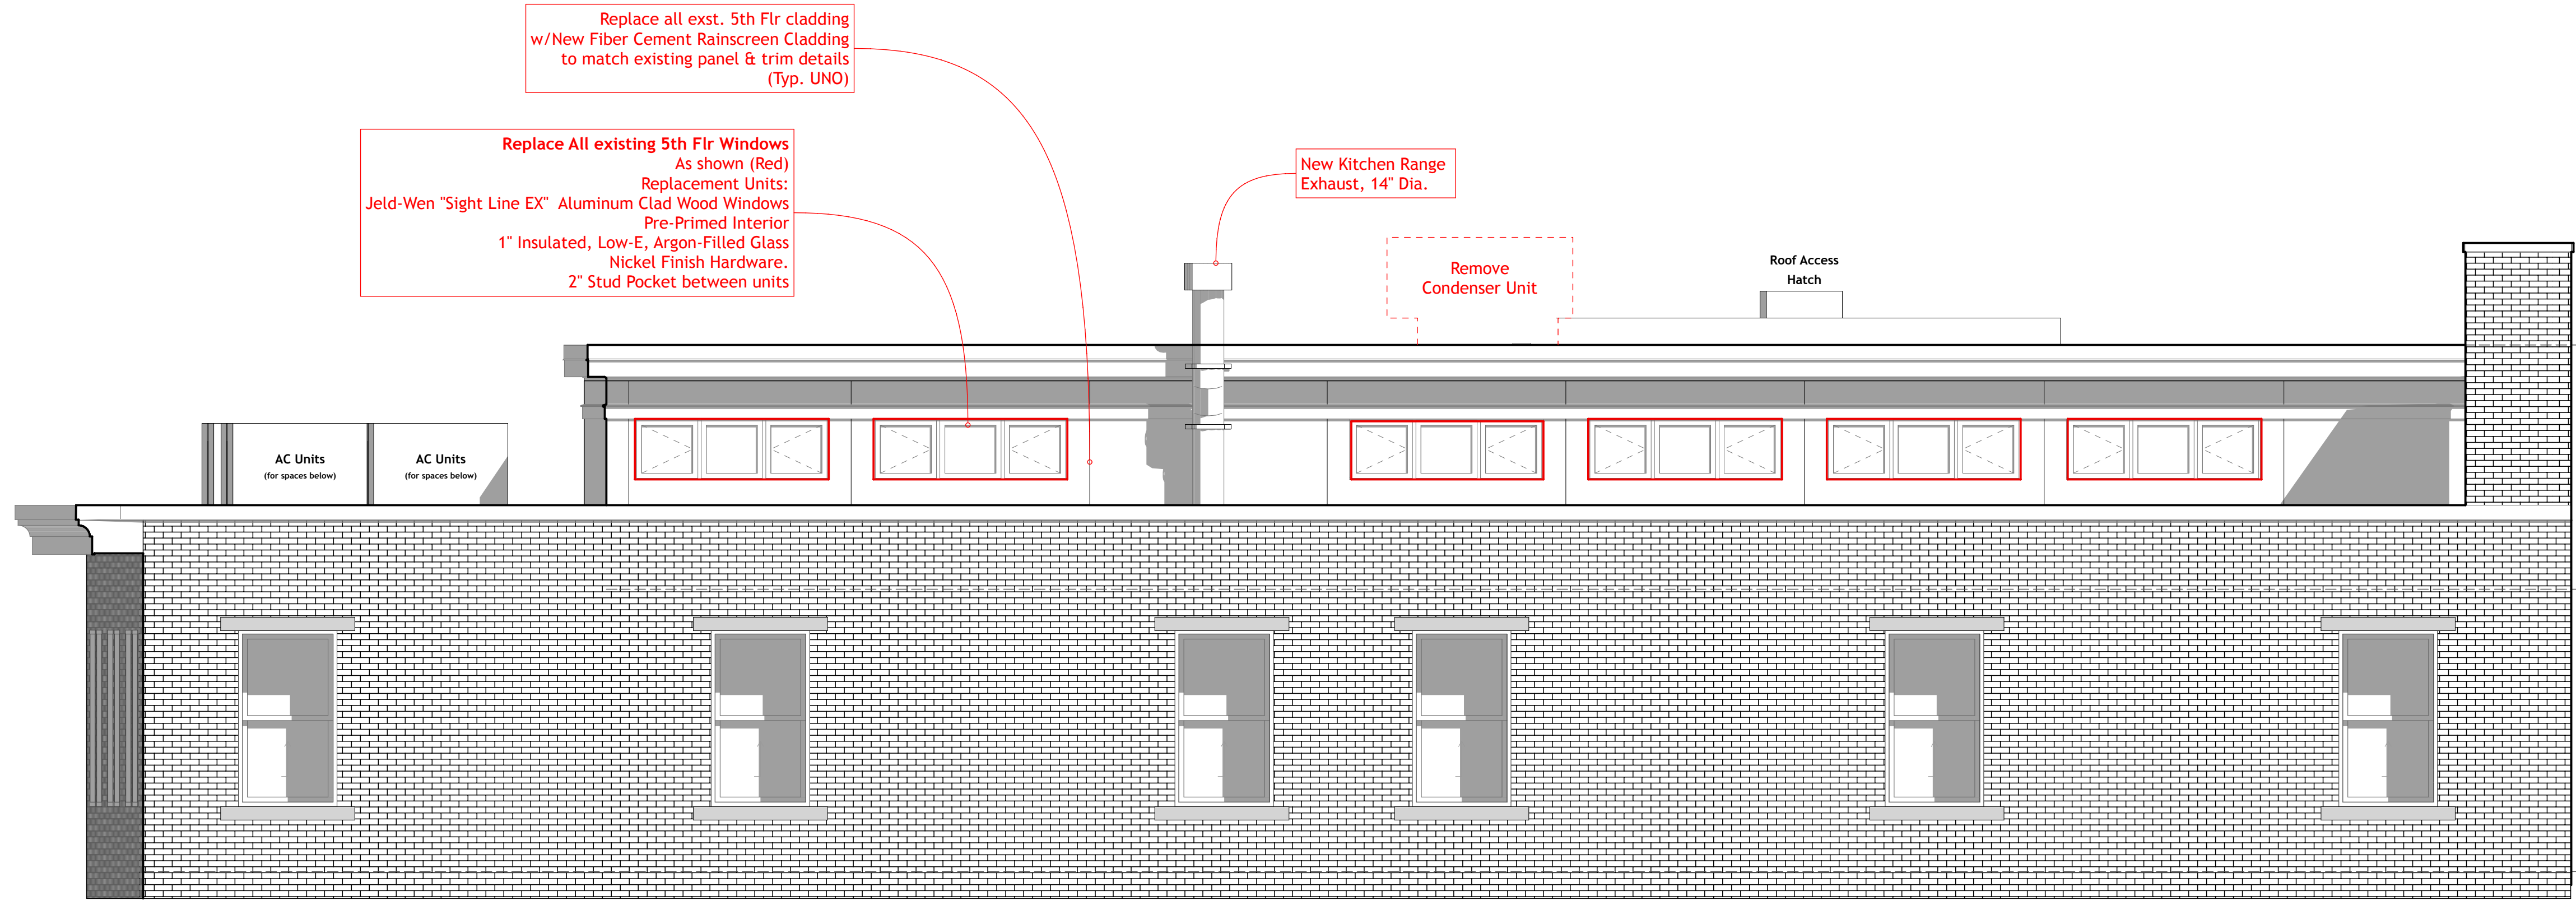 Replace all exst. 5th Flr cladding
w/New Fiber Cement Rainscreen Cladding
to match existing panel & trim details
(Typ. UNO)
Replace All existing 5th Flr Windows
As shown (Red)
Replacement Units:
Jeld-Wen "Sight Line EX" Aluminum Clad Wood Windows
Pre-Primed Interior
1" Insulated, Low-E, Argon-Filled Glass
Nickel Finish Hardware.
2" Stud Pocket between units
New Kitchen Range
Exhaust, 14" Dia.
Remove
Condenser Unit
Roof Access
Hatch
AC Units
(for spaces below)
AC Units
(for spaces below)